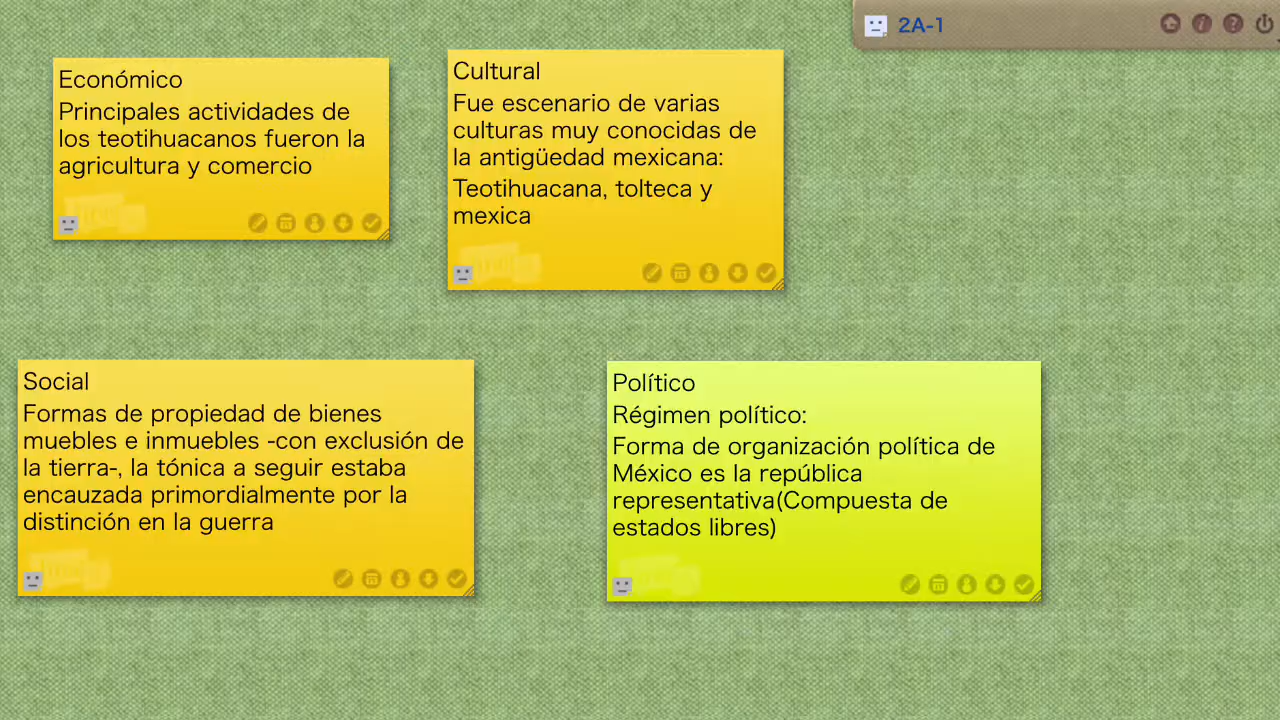 2A-1
Económico
Principales actividades de
los teotihuacanos fueron la
agricultura y comercio
Cultural
Fue escenario de varias
culturas muy conocidas de
la antigüedad mexicana:
Teotihuacana, tolteca y
mexica
Social
Formas de propiedad de bienes
muebles e inmuebles -con exclusión de
la tierra-, la tónica a seguir estaba
encauzada primordialmente por la
distinción en la guerra
Político
Régimen político:
Forma de organización política de
México es la república
representativa(Compuesta de
estados libres)